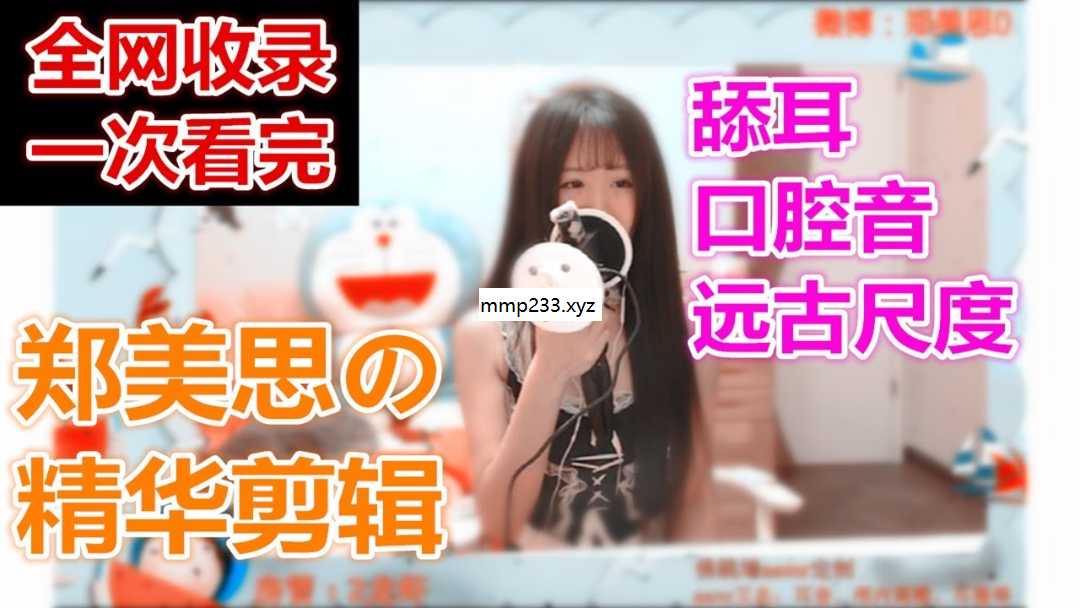 全网收录
一次看完
舔耳
口腔音
远古尺度
mmp233.xyz
郑美思の
精华剪辑